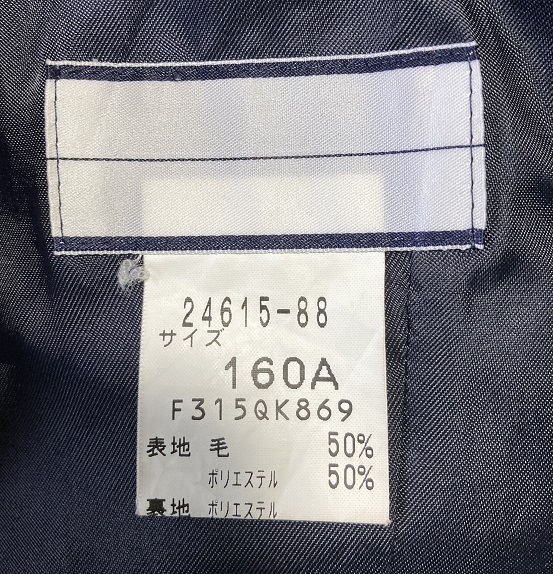 24615-88
サイズ
160A
F315QK869
表地 毛 50%
ポリエステル 50%
裏地 ポリエステル